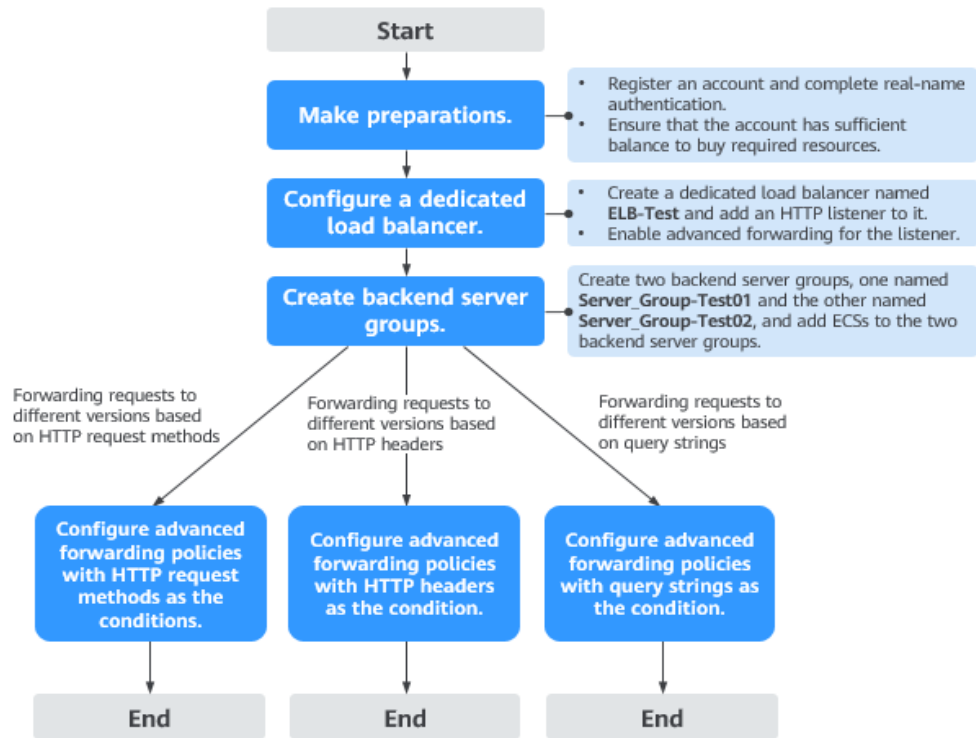 Start
Make preparations.
• Register an account and complete real-name
authentication.
• Ensure that the account has sufficient
balance to buy required resources.
Configure a dedicated
load balancer.
• Create a dedicated load balancer named
ELB-Test and add an HTTP listener to it.
• Enable advanced forwarding for the listener.
Create backend server
groups.
Create two backend server groups, one named
Server_Group-Test01 and the other named
Server_Group-Test02, and add ECSs to the two
backend server groups.
Forwarding requests to
different versions based
on HTTP request methods
Forwarding requests to
different versions based
on HTTP headers
Forwarding requests to
different versions based
on query strings
Configure advanced
forwarding policies
with HTTP request
methods as the
conditions.
Configure advanced
forwarding policies
with HTTP headers
as the condition.
Configure advanced
forwarding policies
with query strings as
the condition.
End
End
End